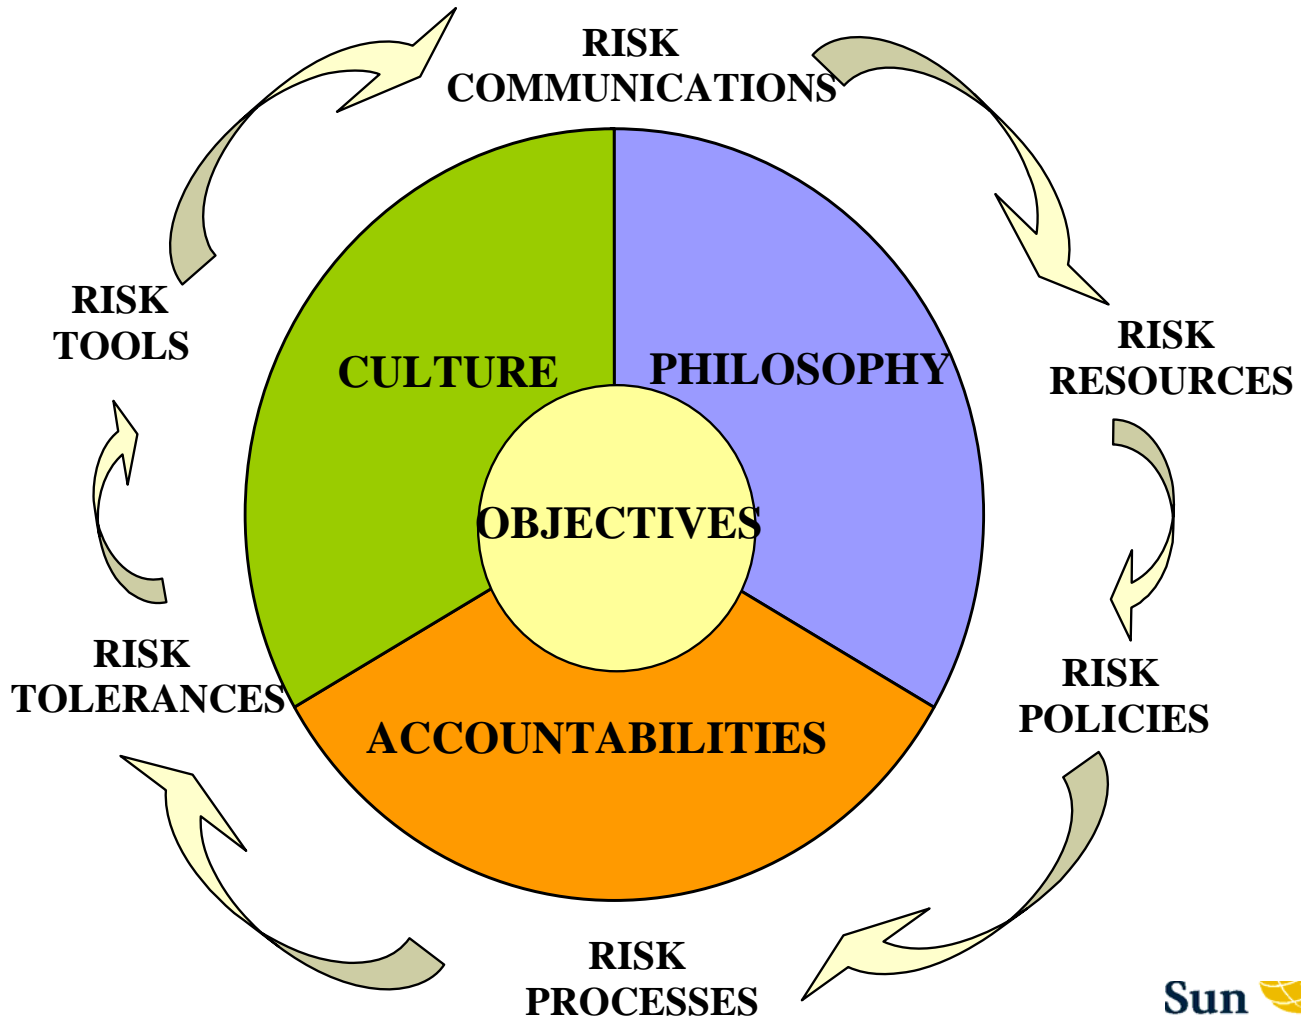 RISK
COMMUNICATIONS
RISK
TOOLS
RISK
RESOURCES
CULTURE
PHILOSOPHY
OBJECTIVES
RISK
TOLERANCES
RISK
POLICIES
ACCOUNTABILITIES
RISK
PROCESSES
Sun